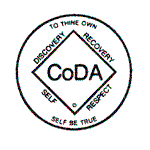 TO THINE OWN
DISCOVERY
RECOVERY
CoDA
SELF
RESPECT
SELF BE TRUE